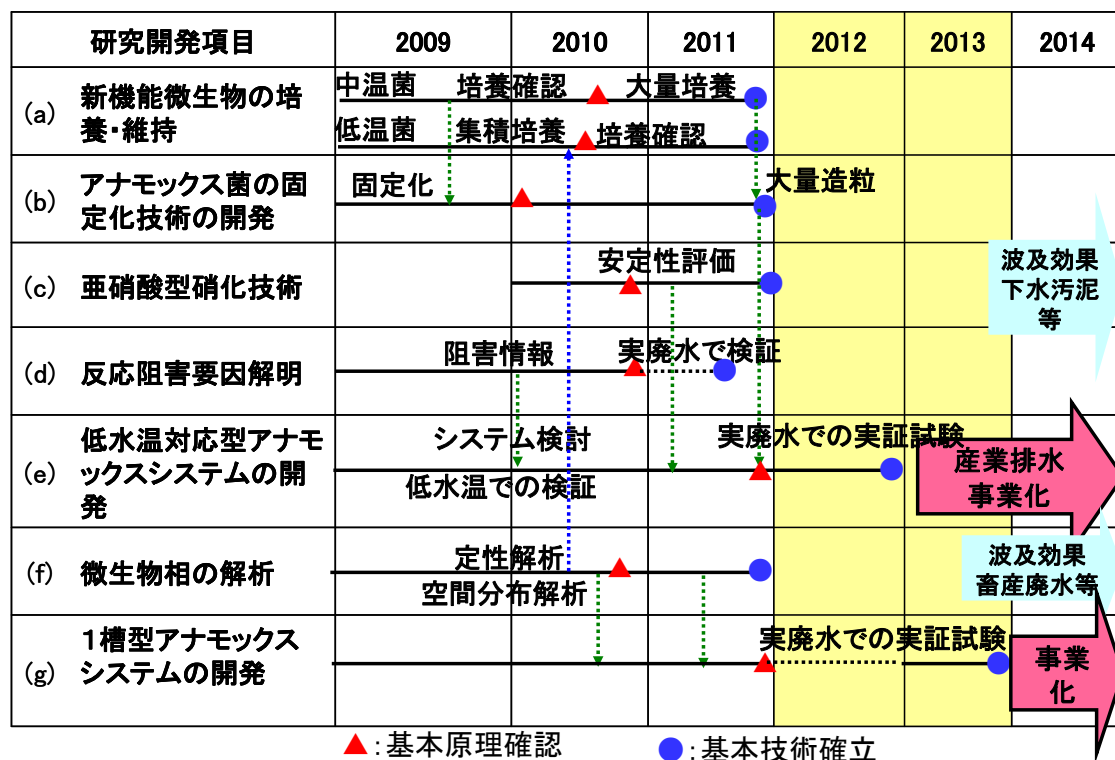 研究開発項目 2009 2010 2011 2012 2013 2014
(a) 新機能微生物の培
養・維持
中温菌 培養確認 大量培養
低温菌 集積培養 培養確認
(b) アナモックス菌の固
定化技術の開発
固定化 大量造粒
(c) 亜硝酸型硝化技術
安定性評価
波及効果
下水汚泥
等
(d) 反応阻害要因解明
阻害情報 実廃水で検証
(e) 低水温対応型アナモ
ックスシステムの開
発
システム検討 実廃水での実証試験
低水温での検証
産業排水
事業化
(f) 微生物相の解析
定性解析
空間分布解析
波及効果
畜産廃水等
(g) 1槽型アナモックス
システムの開発
実廃水での実証試験
事業
化
▲:基本原理確認 ●:基本技術確立